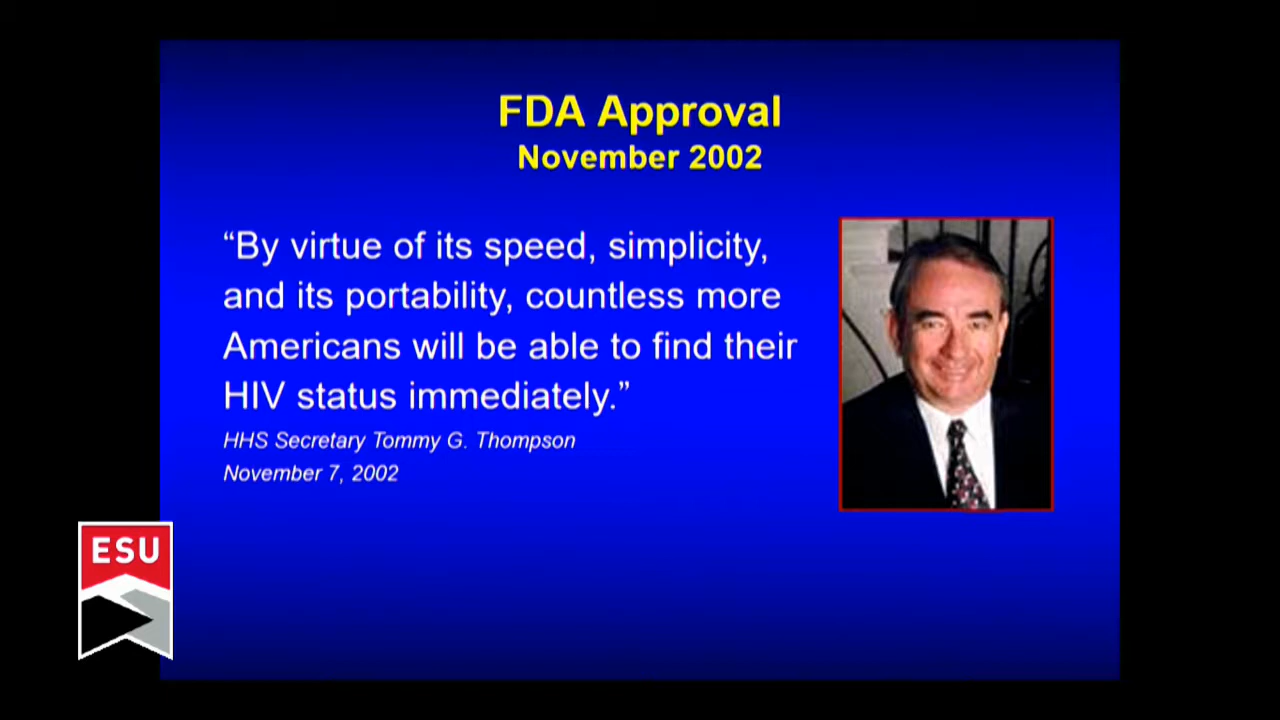 FDA Approval
November 2002
“By virtue of its speed, simplicity,
and its portability, countless more
Americans will be able to find their
HIV status immediately.”
HHS Secretary Tommy G. Thompson
November 7, 2002
ESU